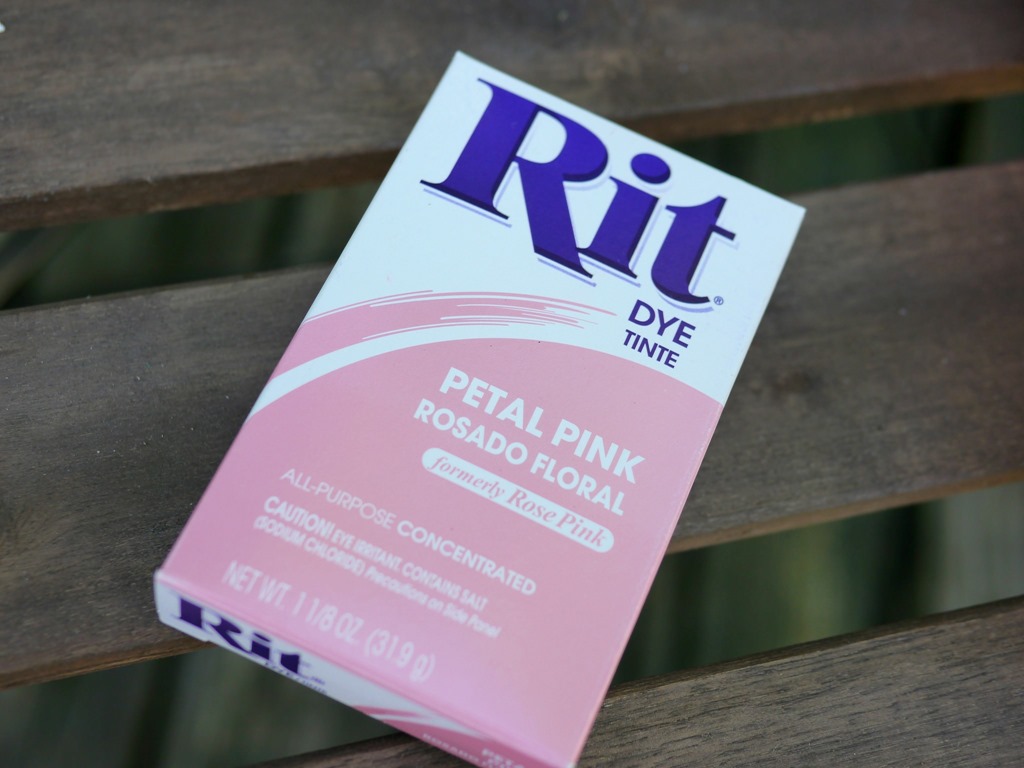 Rit®
DYE
TINTE
PETAL PINK
ROSADO FLORAL
formerly Rose Pink
ALL-PURPOSE CONCENTRATED
CAUTION! EYE IRRITANT. CONTAINS SALT
(SODIUM CHLORIDE) Precautions on Side Panel
NET WT. 1 1/8 OZ (31.9 g)
Rit